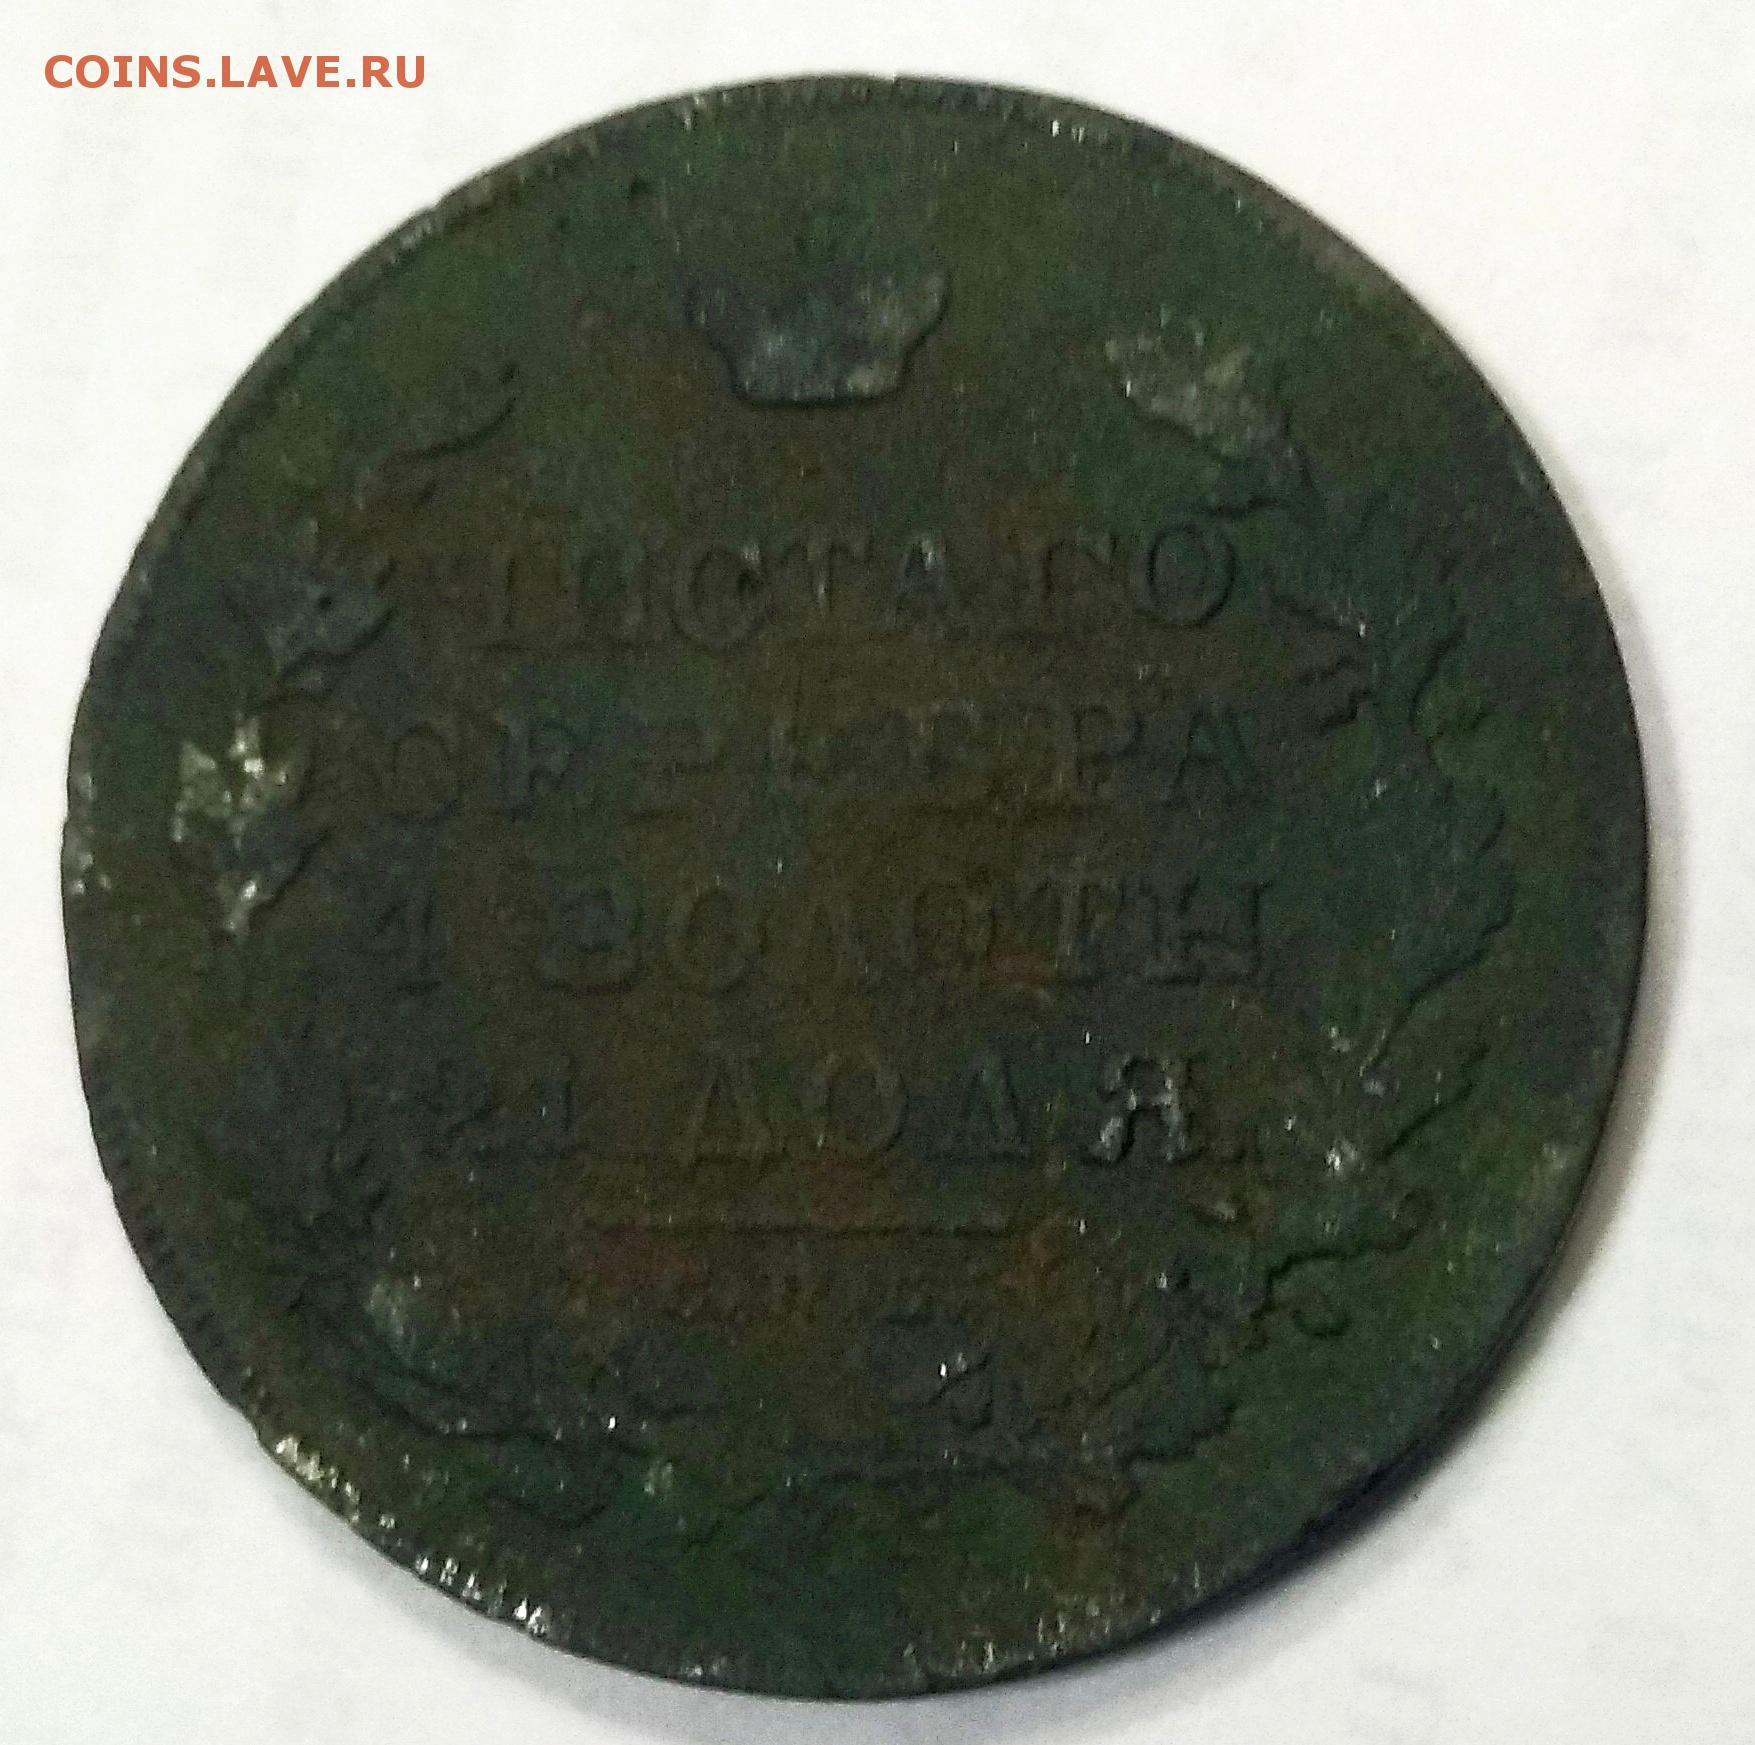 COINS.LAVE.RU
ЧИСТАГО
СЕРЕБРА
4 ЗОЛОТН
21 ДОЛЯ